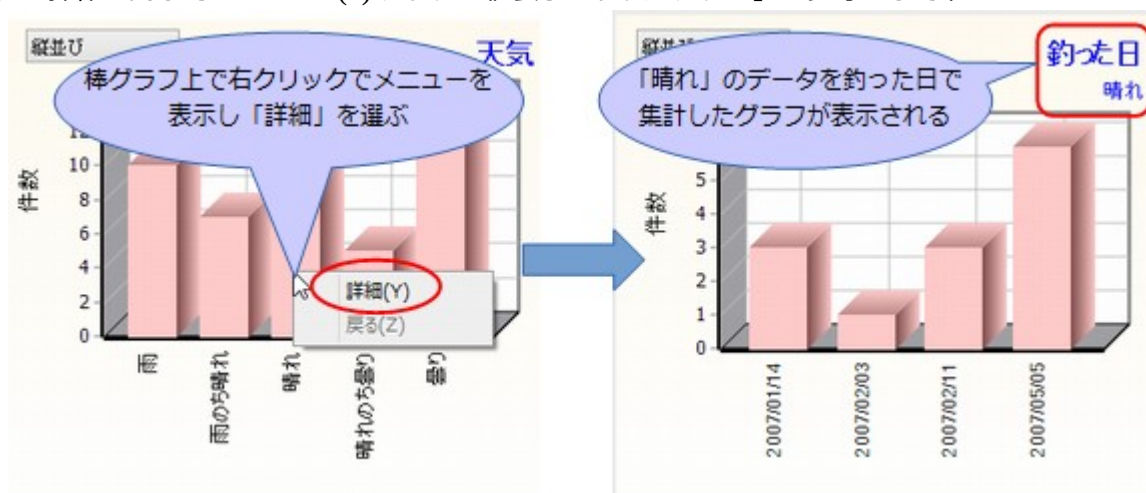 縦並び
天気
棒グラフ上で右クリックでメニューを
表示し「詳細」を選ぶ
10
8
6
4
2
0
件数
詳細(Y)
戻る(Z)
雨
雨のち晴れ
晴れ
晴れのち曇り
曇り
釣った日
晴れ
「晴れ」のデータを釣った日で
集計したグラフが表示される
5
4
3
2
1
0
件数
2007/01/14
2007/02/03
2007/02/11
2007/05/05